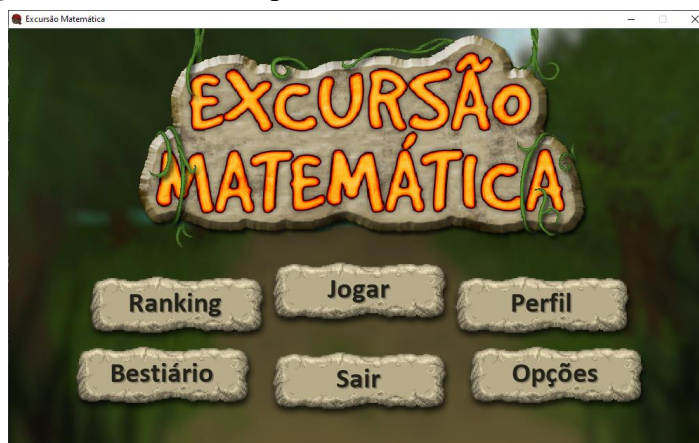 Excursão Matemática
EXCURSÃO
MATEMÁTICA
Ranking
Jogar
Perfil
Bestiário
Sair
Opções